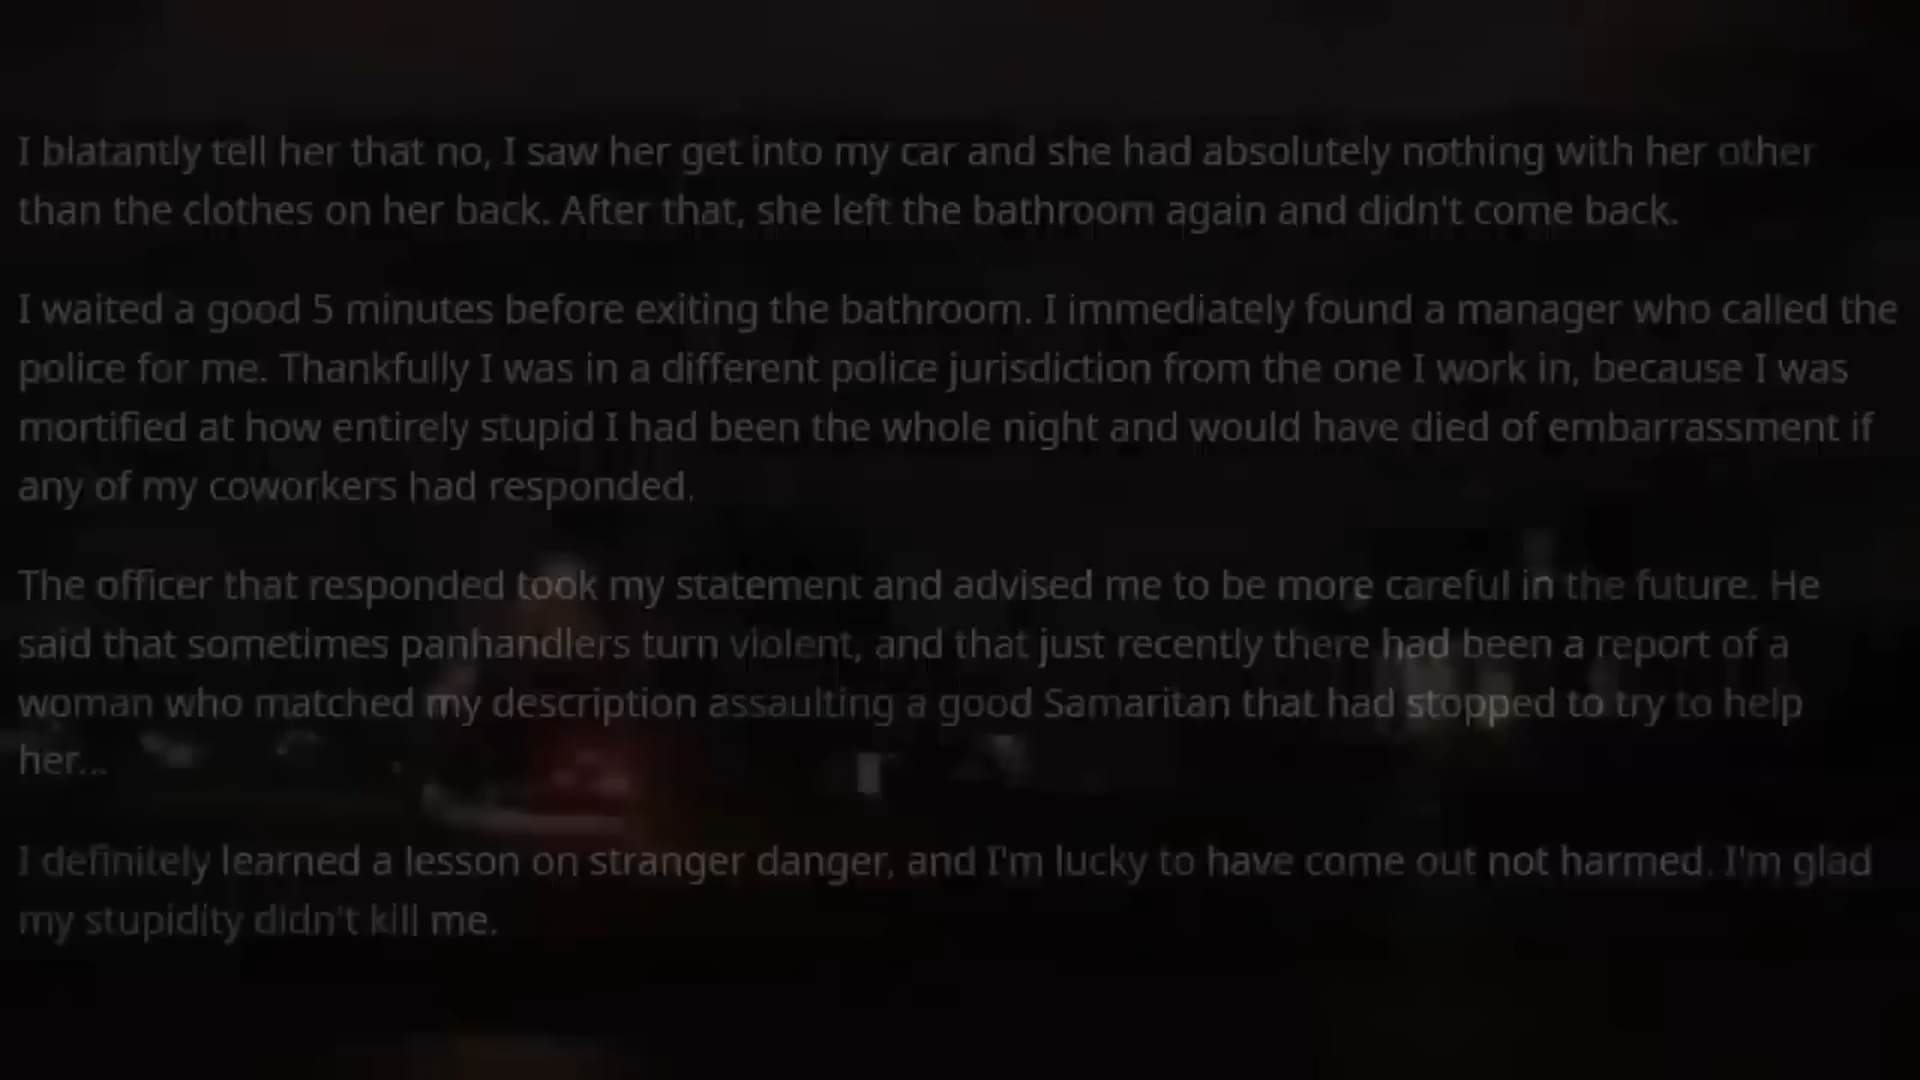 I blatantly tell her that no, I saw her get into my car and she had absolutely nothing with her other
than the clothes on her back. After that, she left the bathroom again and didn't come back.
I waited a good 5 minutes before exiting the bathroom. I immediately found a manager who called the
police for me. Thankfully I was in a different police jurisdiction from the one I work in, because I was
mortified at how entirely stupid I had been the whole night and would have died of embarrassment if
any of my coworkers had responded.
The officer that responded took my statement and advised me to be more careful in the future. He
said that sometimes panhandlers turn violent, and that just recently there had been a report of a
woman who matched my description assaulting a good Samaritan that had stopped to try to help
her...
I definitely learned a lesson on stranger danger, and I'm lucky to have come out not harmed. I'm glad
my stupidity didn't kill me.